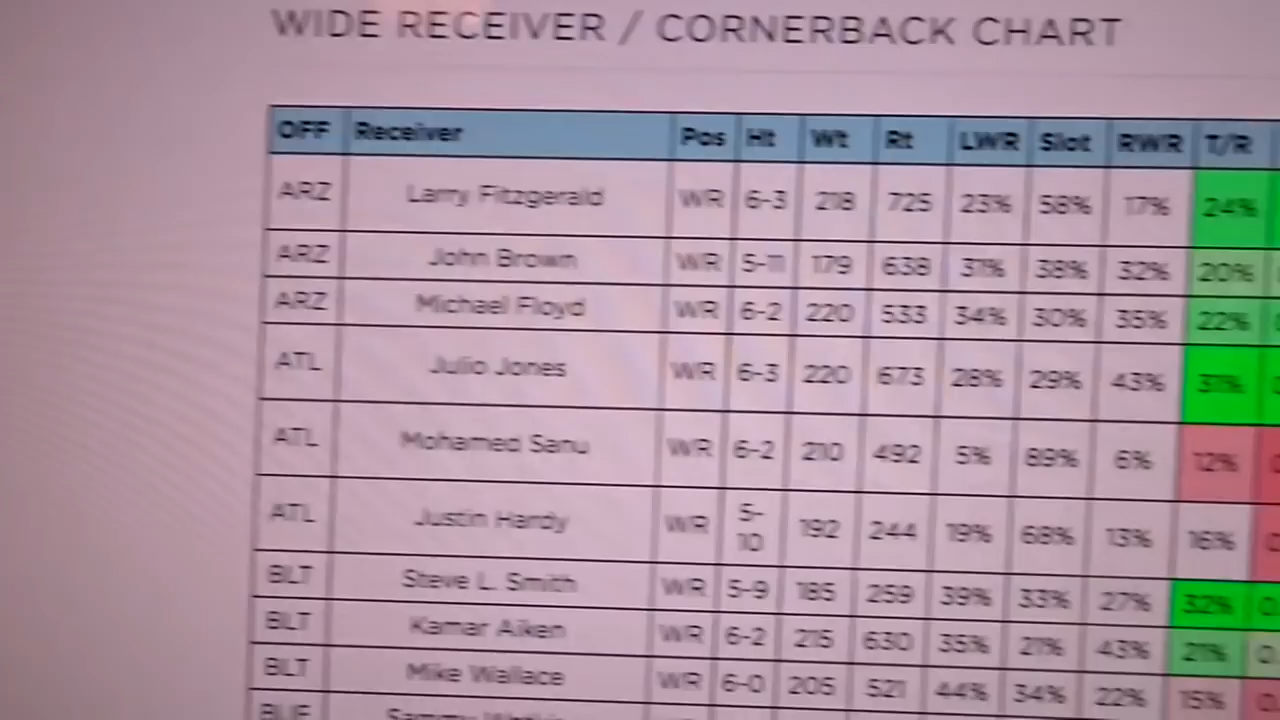 WIDE RECEIVER / CORNERBACK CHART
OFF Receiver Pos Ht Wt Rt LWR Slot RWR T/R
ARZ Larry Fitzgerald WR 6-3 218 725 23% 58% 17% 24%
ARZ John Brown WR 5-11 179 638 31% 38% 32% 20%
ARZ Michael Floyd WR 6-2 220 533 34% 30% 35% 22%
ATL Julio Jones WR 6-3 220 673 28% 29% 43% 31%
ATL Mohamed Sanu WR 6-2 210 492 5% 89% 6% 12%
ATL Justin Hardy WR 5-10 192 244 19% 68% 13% 16%
BLT Steve L. Smith WR 5-9 185 259 39% 33% 27% 32%
BLT Kamar Aiken WR 6-2 215 630 35% 21% 43% 21%
BLT Mike Wallace WR 6-0 205 521 44% 34% 22% 15%